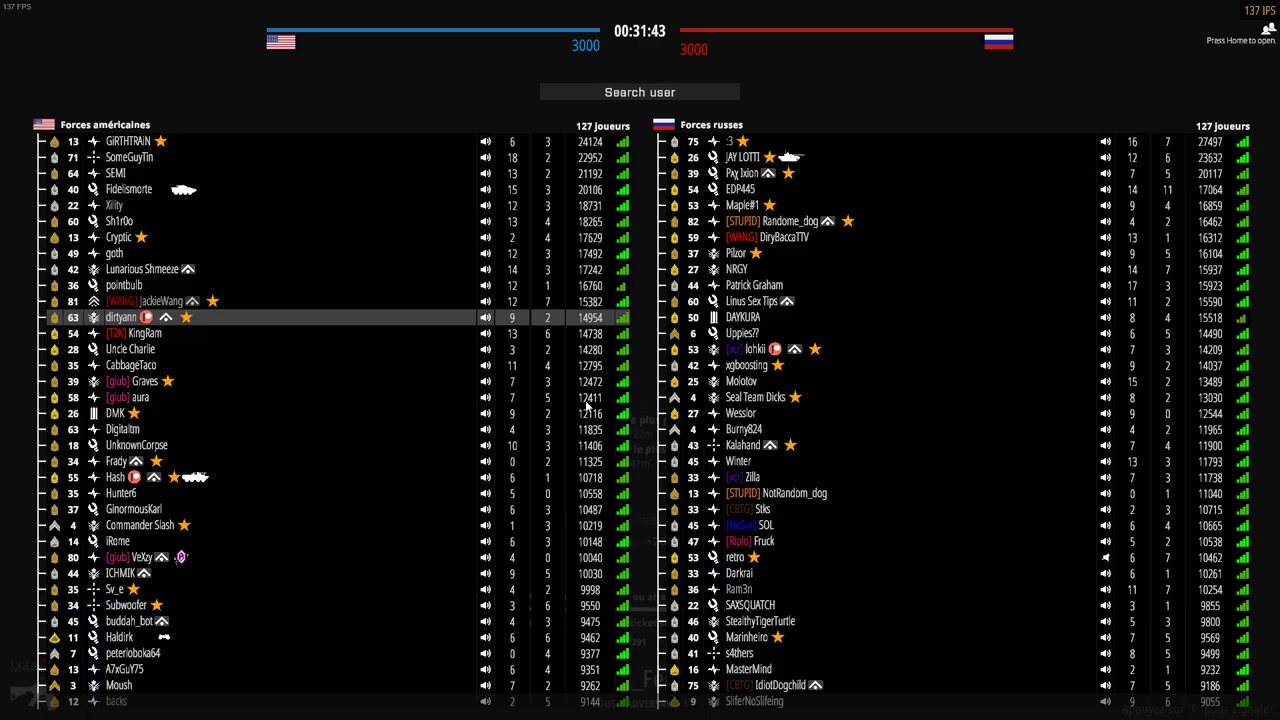 137 FPS
137 IPS
00:31:43
3000
3000
Press Home to open.
Search user
Forces américaines 127 joueurs
13 GiRTHTRAiN 6 3 24124
71 SomeGuyTin 18 2 22952
64 SEMI 13 2 21192
40 Fidelismorte 15 3 20106
22 Xility 12 3 18731
60 Sh1r0o 13 4 18265
13 Cryptic 2 4 17629
49 goth 12 3 17492
42 Lunarious Shmeeze 14 3 17242
36 pointbulb 12 1 16760
81 [WANG] JackieWang 12 7 15382
63 dirtyann 9 2 14954
54 [T2K] KingRam 13 6 14738
28 Uncle Charlie 3 2 14280
35 CabbageTaco 11 4 12795
39 [glub] Graves 7 3 12472
58 [glub] aura 7 5 12411
26 DMK 9 2 12116
63 Digitaltm 4 3 11835
18 UnknownCorpse 10 3 11406
34 Frady 0 2 11325
55 Hash 6 1 10718
35 Hunter6 5 0 10558
37 GinormousKarl 6 3 10487
4 Commander Slash 1 3 10219
14 iRome 6 3 10148
80 [glub] VeXzy 4 0 10040
44 ICHMIK 9 5 10030
35 Sv_e 4 2 9998
34 Subwoofer 3 6 9550
45 buddah_bot 4 3 9475
11 Haldirk 6 6 9462
7 peterloboka64 0 4 9377
13 A7xGuY75 6 4 9351
3 Moush 7 2 9262
12 backs 2 5 9144
Forces russes 127 joueurs
75 :3 16 7 27497
26 JAY LOTTI 12 6 23632
39 Paχ Ixion 7 5 20117
54 EDP445 14 11 17064
53 Maple#1 9 4 16859
82 [STUPID] Randome_dog 4 2 16462
59 [WANG] DiryBaccaTTV 13 1 16312
37 Pilzor 9 5 16104
27 NRGY 14 7 15937
44 Patrick Graham 17 3 15915
60 Linus Sex Tips 11 2 15590
50 DAYKURA 8 4 15518
6 Uppies?? 6 5 14490
53 [vcr] lohkii 7 3 14209
42 xgboosting 9 2 14037
25 Molotov 15 2 13489
4 Seal Team Dicks 8 2 13030
27 Wesslor 9 0 12544
4 Burny824 4 2 11965
43 Kalahand 7 4 11900
45 Winter 13 3 11793
33 [vcr] Zilla 7 3 11738
13 [STUPID] NotRandom_dog 0 1 11040
33 [CBTG] Stks 2 3 10715
45 [NoSur] SOL 6 4 10665
47 [Riplo] Fruck 5 2 10538
53 retro 6 7 10462
33 Darkrai 6 1 10261
36 Ram3n 11 7 10254
22 SAXSQUATCH 3 1 9855
46 StealthyTigerTurtle 5 3 9800
40 Marinheiro 7 5 9569
41 s4thers 5 3 9499
16 MasterMind 2 1 9232
75 [CBTG] IdiotDogchild 7 5 9186
9 SliferNoSlifeing 6 6 9055